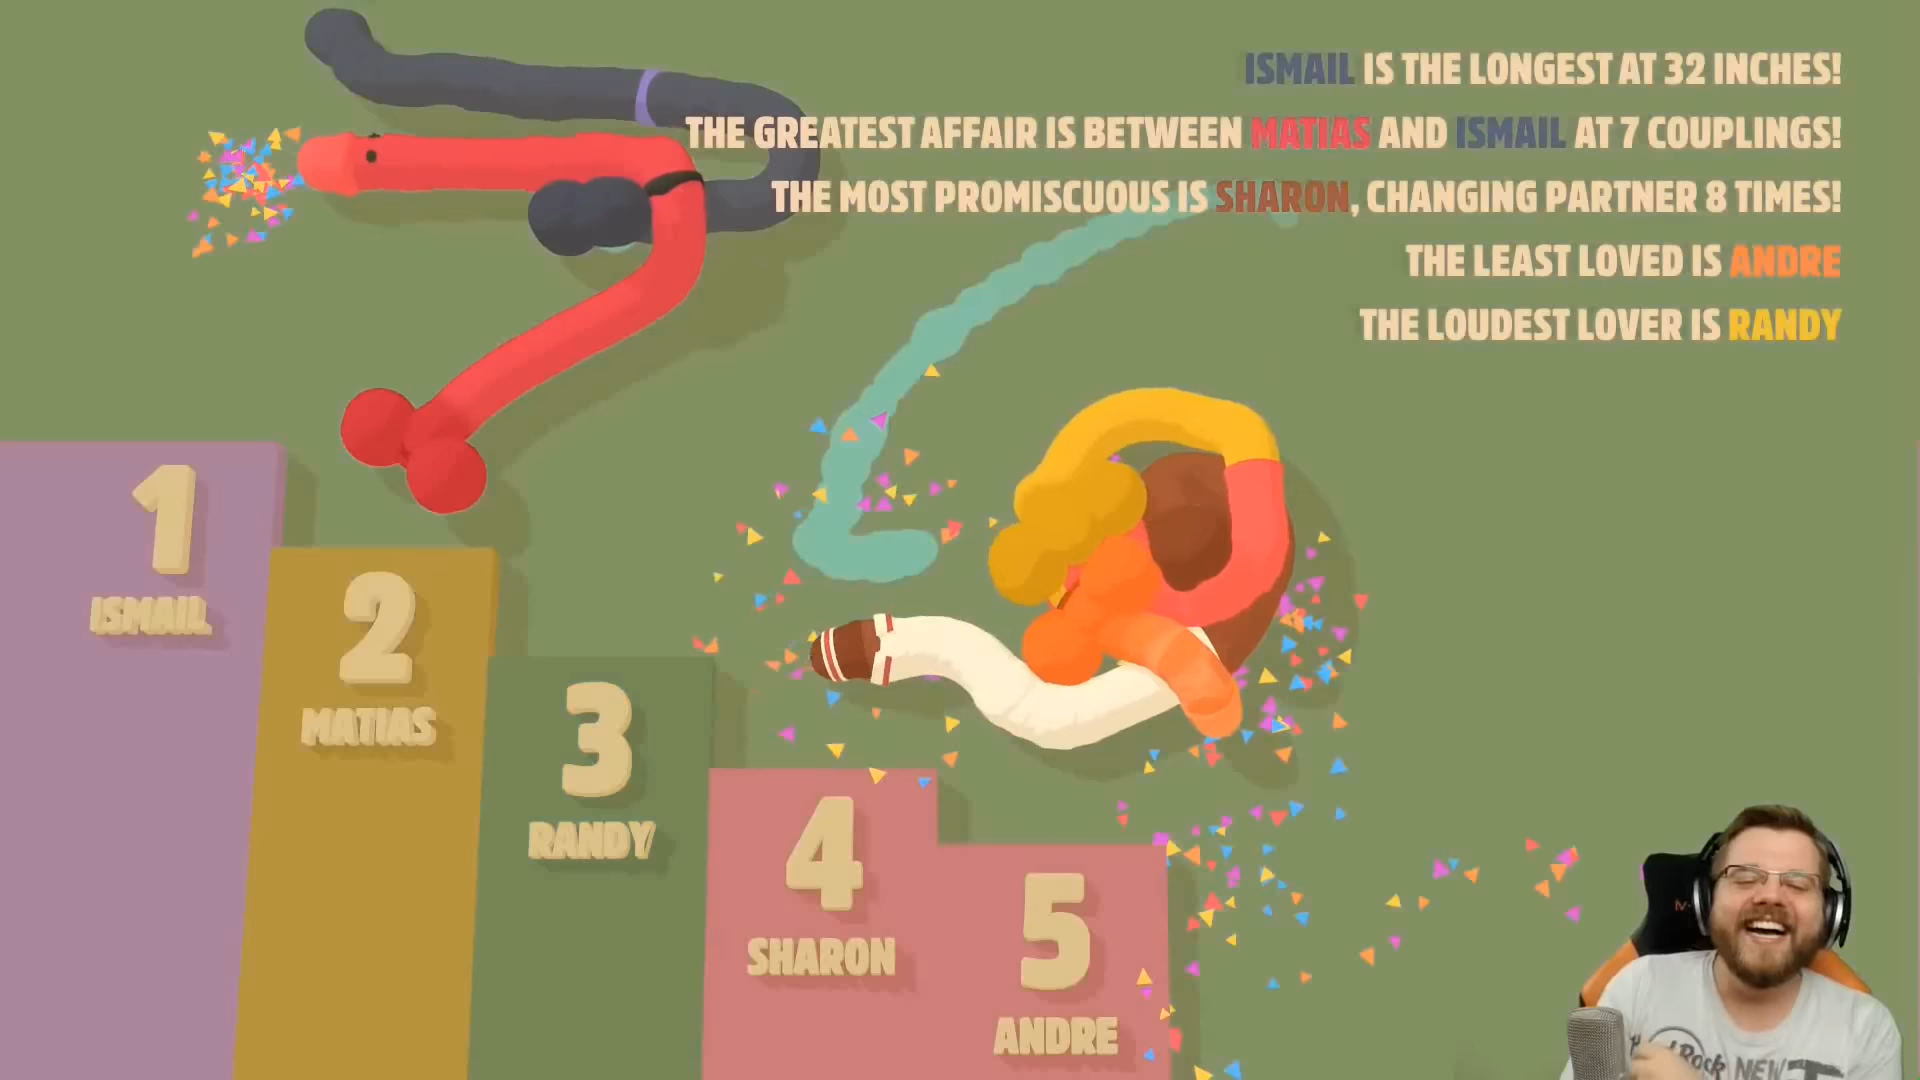 ISMAIL IS THE LONGEST AT 32 INCHES!
THE GREATEST AFFAIR IS BETWEEN MATIAS AND ISMAIL AT 7 COUPLINGS!
THE MOST PROMISCUOUS IS SHARON, CHANGING PARTNER 8 TIMES!
THE LEAST LOVED IS ANDRE
THE LOUDEST LOVER IS RANDY
1
ISMAIL
2
MATIAS
3
RANDY
4
SHARON
5
ANDRE
Rock
NEW